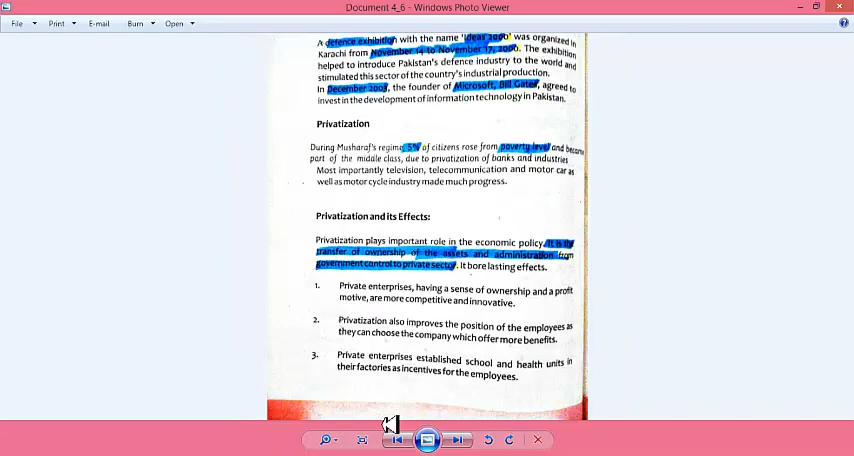 Document 4_6 - Windows Photo Viewer
File Print E-mail Burn Open
A defence exhibition with the name 'Ideas 2000' was organized in
Karachi from November 14 to November 17, 2000. The exhibition
helped to introduce Pakistan's defence industry to the world and
stimulated this sector of the country's industrial production.
In December 2003, the founder of Microsoft, Bill Gates, agreed to
invest in the development of information technology in Pakistan.
Privatization
During Musharaf's regime, 5% of citizens rose from poverty level and became
part of the middle class, due to privatization of banks and industries
Most importantly television, telecommunication and motor car as
well as motor cycle industry made much progress.
Privatization and its Effects:
Privatization plays important role in the economic policy. It is the
transfer of ownership of the assets and administration from
government control to private sector. It bore lasting effects.
1. Private enterprises, having a sense of ownership and a profit
motive, are more competitive and innovative.
2. Privatization also improves the position of the employees as
they can choose the company which offer more benefits.
3. Private enterprises established school and health units in
their factories as incentives for the employees.